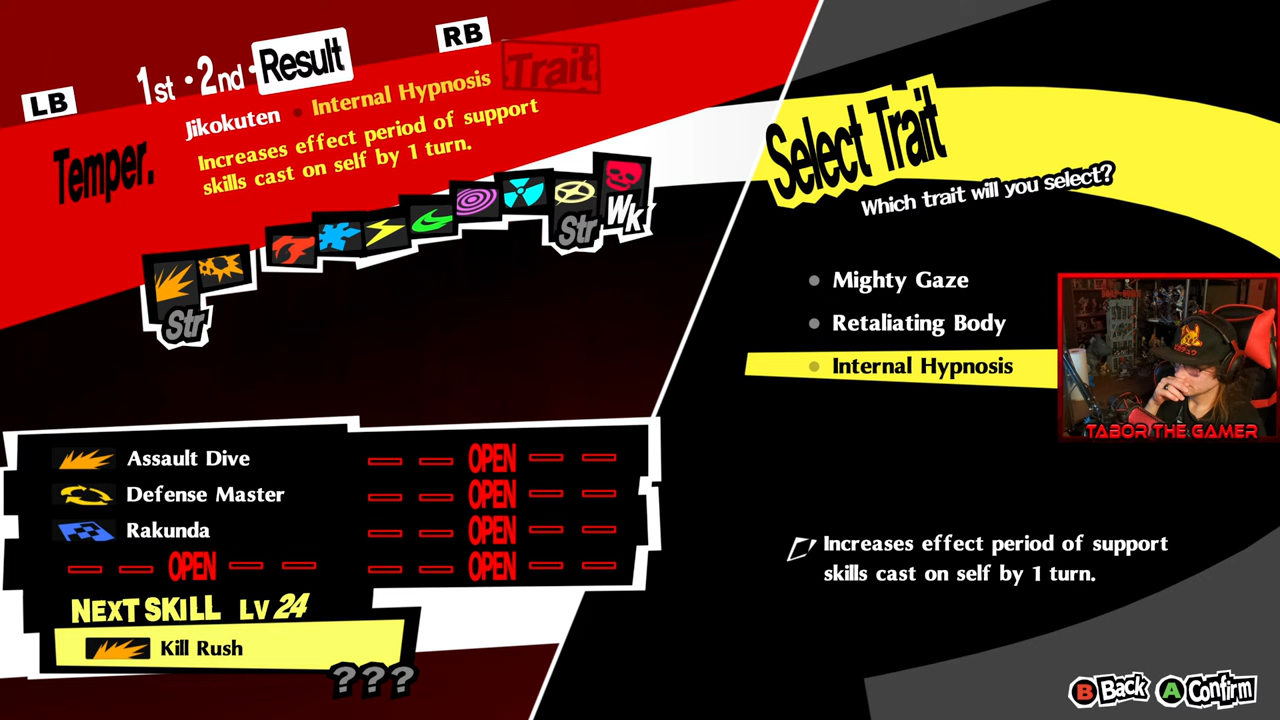 LB
1st · 2nd · Result
RB
Trait
Temper.
Jikokuten • Internal Hypnosis
Increases effect period of support
skills cast on self by 1 turn.
Str
Str
Wk
Select Trait
Which trait will you select?
Mighty Gaze
Retaliating Body
Internal Hypnosis
TABOR THE GAMER
Assault Dive
OPEN
Defense Master
OPEN
Rakunda
OPEN
OPEN
OPEN
NEXT SKILL LV 24
Kill Rush
???
Increases effect period of support
skills cast on self by 1 turn.
B Back A Confirm